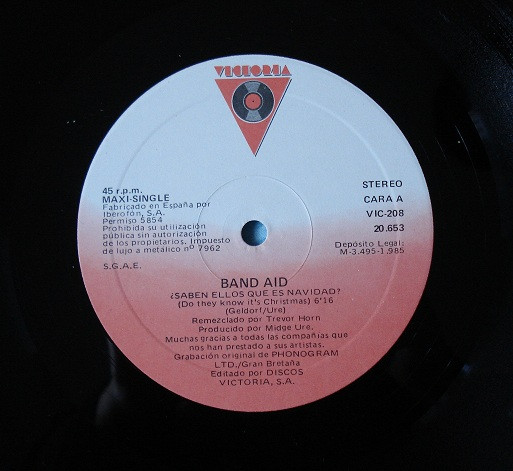 VICTORIA
45 r.p.m.
MAXI-SINGLE
Fabricado en España por
Iberofón, S.A.
Permiso 5854
Prohibida su utilización
pública sin autorización
de los propietarios. Impuesto
de lujo a metálico nº 7962
S.G.A.E.
STEREO
CARA A
VIC-208
20.653
Depósito Legal:
M-3.495-1.985
BAND AID
¿SABEN ELLOS QUE ES NAVIDAD?
(Do they know it's Christmas) 6'16
(Geldorf/Ure)
Remezclado por Trevor Horn
Producido por Midge Ure.
Muchas gracias a todas las compañías que
nos han prestado a sus artistas.
Grabación original de PHONOGRAM
LTD./Gran Bretaña
Editado por DISCOS
VICTORIA, S.A.